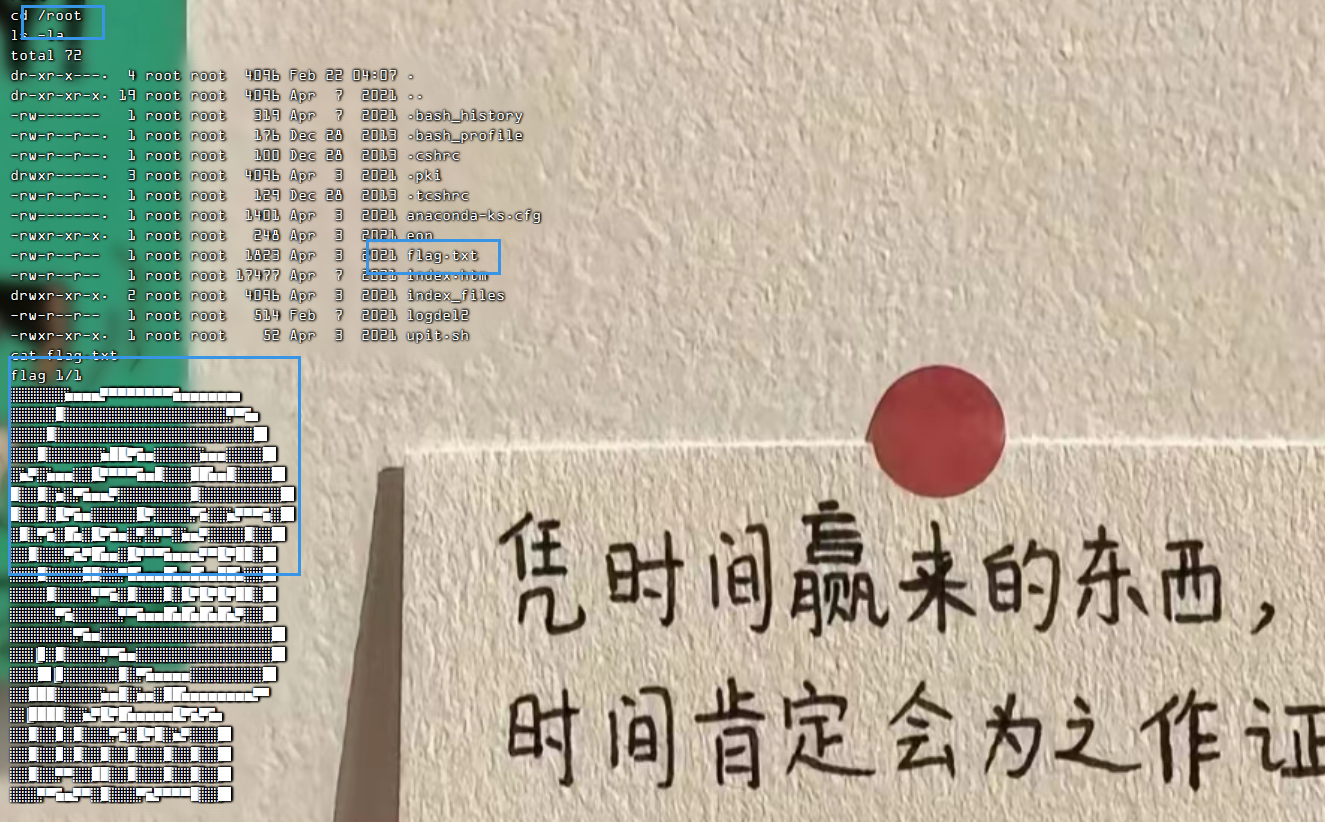 cd /root
ls -la
total 72
dr-xr-x---.  4 root root  4096 Feb 22 04:07 .
dr-xr-xr-x. 19 root root  4096 Apr  7  2021 ..
-rw-------   1 root root   319 Apr  7  2021 .bash_history
-rw-r--r--.  1 root root   176 Dec 28  2013 .bash_profile
-rw-r--r--.  1 root root   100 Dec 28  2013 .cshrc
drwxr-----.  3 root root  4096 Apr  3  2021 .pki
-rw-r--r--.  1 root root   129 Dec 28  2013 .tcshrc
-rw-------.  1 root root  1401 Apr  3  2021 anaconda-ks.cfg
-rwxr-xr-x.  1 root root   248 Apr  3  2021 eon
-rw-r--r--   1 root root  1823 Apr  3  2021 flag.txt
-rw-r--r--   1 root root 17477 Apr  7  2021 index.htm
drwxr-xr-x.  2 root root  4096 Apr  3  2021 index_files
-rw-r--r--   1 root root   514 Feb  7  2021 logdel2
-rwxr-xr-x.  1 root root    52 Apr  3  2021 upit.sh
cat flag.txt
flag 1/1
凭时间赢来的东西，
时间肯定会为之作证